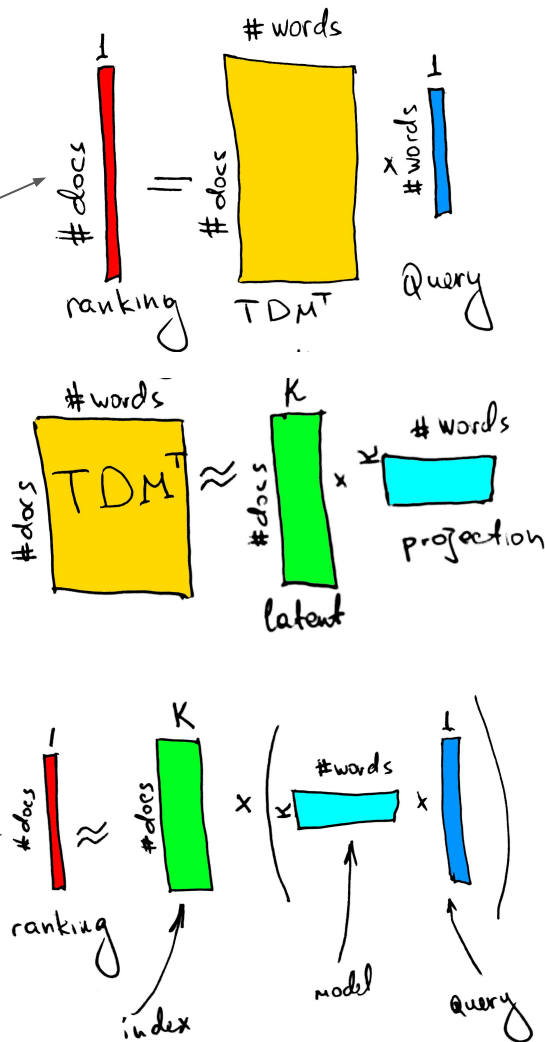 # words
1
1
# docs
=
# docs
x
# words
ranking
TDMᵀ
Query
# words
K
# words
# docs
TDMᵀ
≈
# docs
x
K
projection
latent
1
K
1
# docs
≈
# docs
x
(
# words
K
x
)
ranking
index
model
query